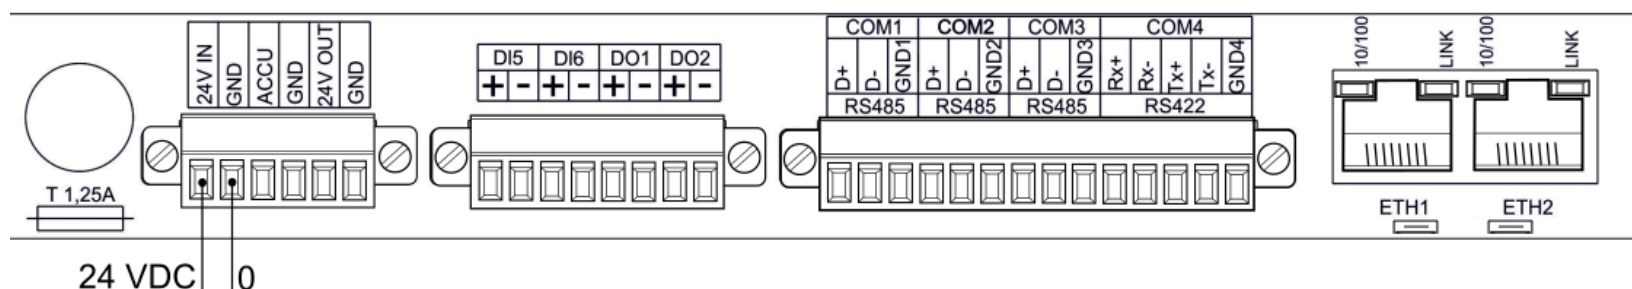 24V IN GND ACCU GND 24V OUT GND
DI5 DI6 DO1 DO2
+ - + - + - + -
COM1 COM2 COM3 COM4
D+ D- GND1 D+ D- GND2 D+ D- GND3 Rx+ Rx- Tx+ Tx- GND4
RS485 RS485 RS485 RS422
10/100 LINK 10/100 LINK
T 1,25A
ETH1 ETH2
24 VDC 0